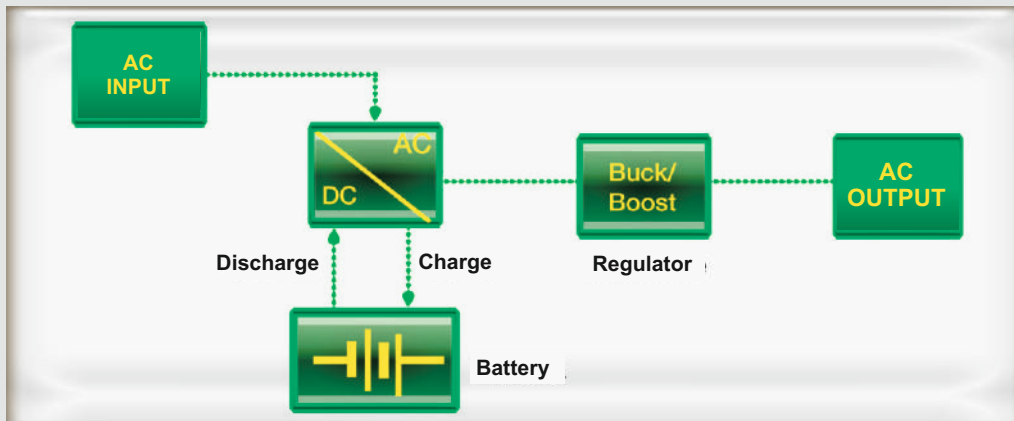 AC
INPUT
AC
DC
Buck/
Boost
AC
OUTPUT
Discharge
Charge
Regulator
Battery